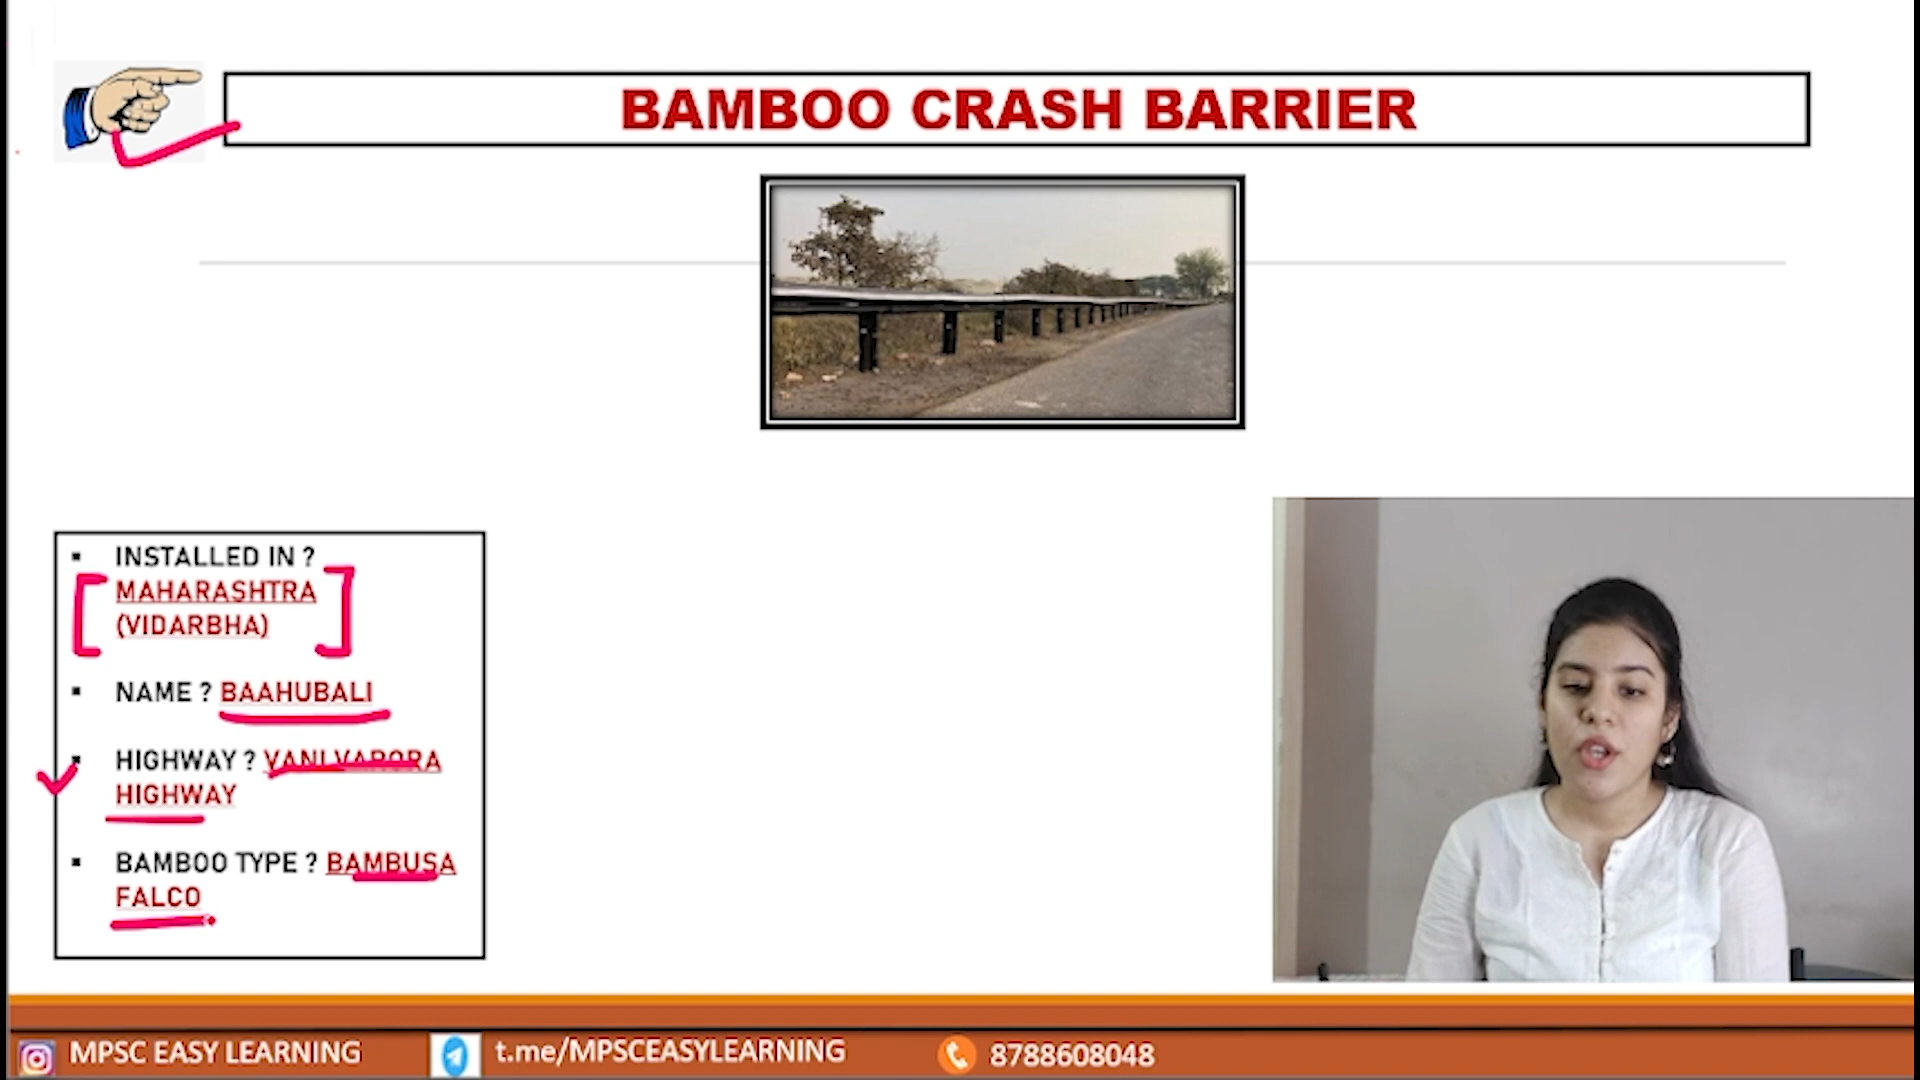 BAMBOO CRASH BARRIER
INSTALLED IN ?
MAHARASHTRA
(VIDARBHA)
NAME ? BAAHUBALI
HIGHWAY ? VANI VARORA
HIGHWAY
BAMBOO TYPE ? BAMBUSA
FALCO
MPSC EASY LEARNING
t.me/MPSCEASYLEARNING
8788608048